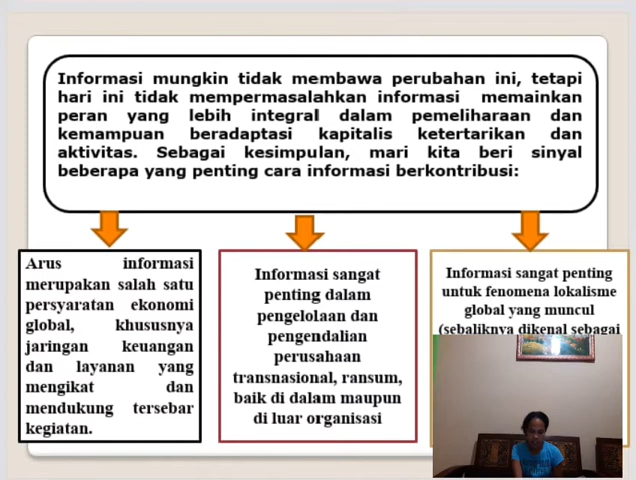 Informasi mungkin tidak membawa perubahan ini, tetapi
hari ini tidak mempermasalahkan informasi memainkan
peran yang lebih integral dalam pemeliharaan dan
kemampuan beradaptasi kapitalis ketertarikan dan
aktivitas. Sebagai kesimpulan, mari kita beri sinyal
beberapa yang penting cara informasi berkontribusi:
Arus informasi
merupakan salah satu
persyaratan ekonomi
global, khususnya
jaringan keuangan
dan layanan yang
mengikat dan
mendukung tersebar
kegiatan.
Informasi sangat
penting dalam
pengelolaan dan
pengendalian
perusahaan
transnasional, ransum,
baik di dalam maupun
di luar organisasi
Informasi sangat penting
untuk fenomena lokalisme
global yang muncul
(sebaliknya dikenal sebagai